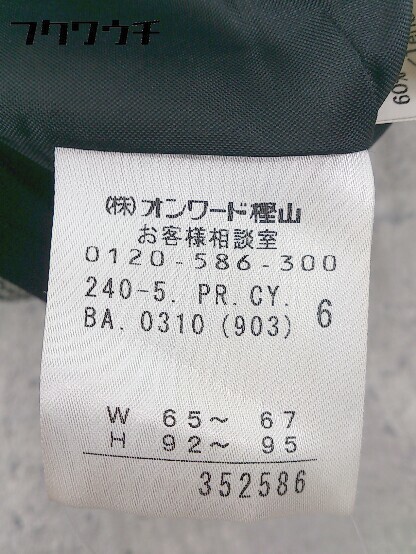 フクワウチ
60%
(株)オンワード樫山
お客様相談室
0120-586-300
240-5. PR. CY.
BA. 0310 (903) 6
W 65～ 67
H 92～ 95
352586